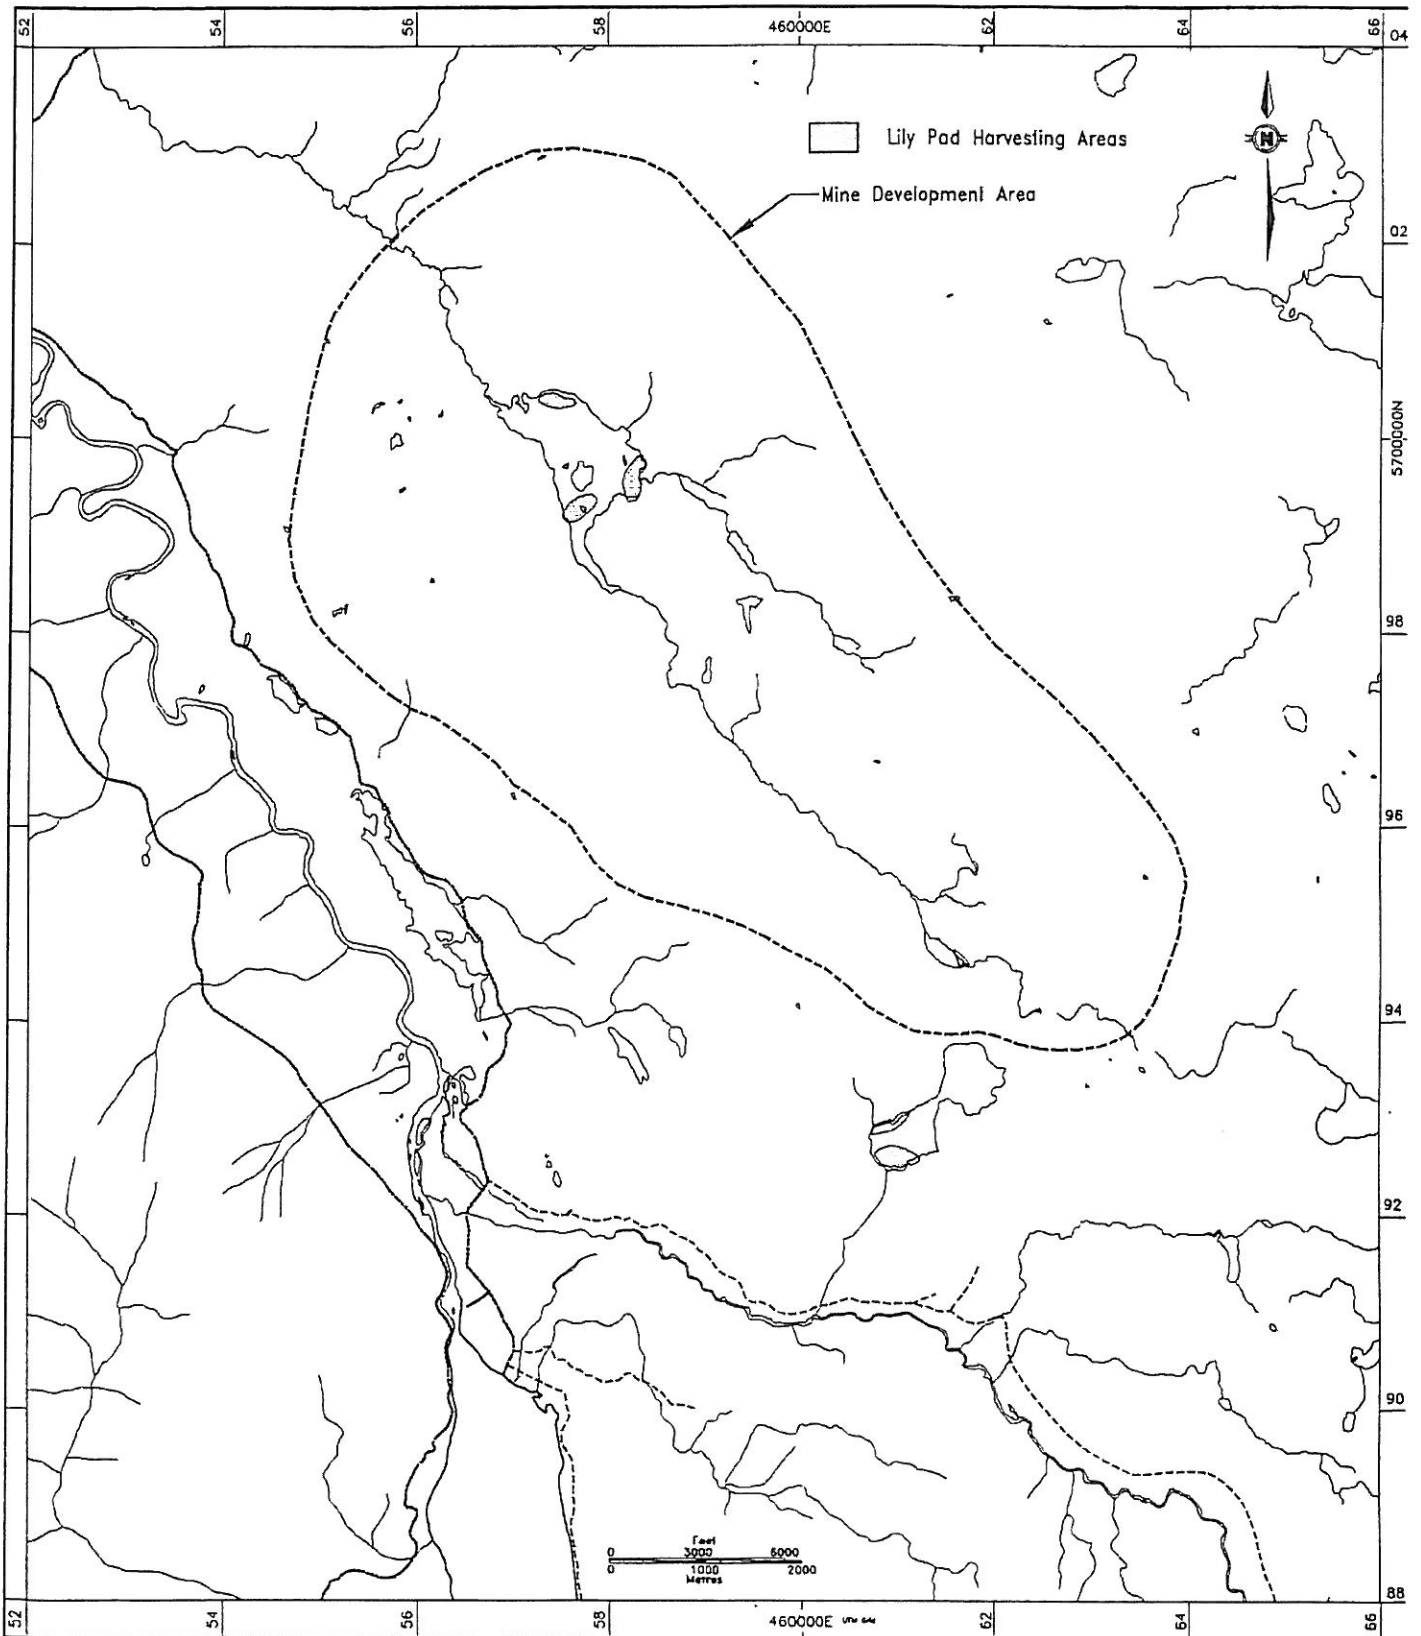 52 54 56 58 460000E 62 64 66
04
N
Lily Pad Harvesting Areas
Mine Development Area
02
5700000N
98
96
94
92
90
Feet
0 3000 6000
0 1000 2000
Metres
88
52 54 56 58 460000E 62 64 66